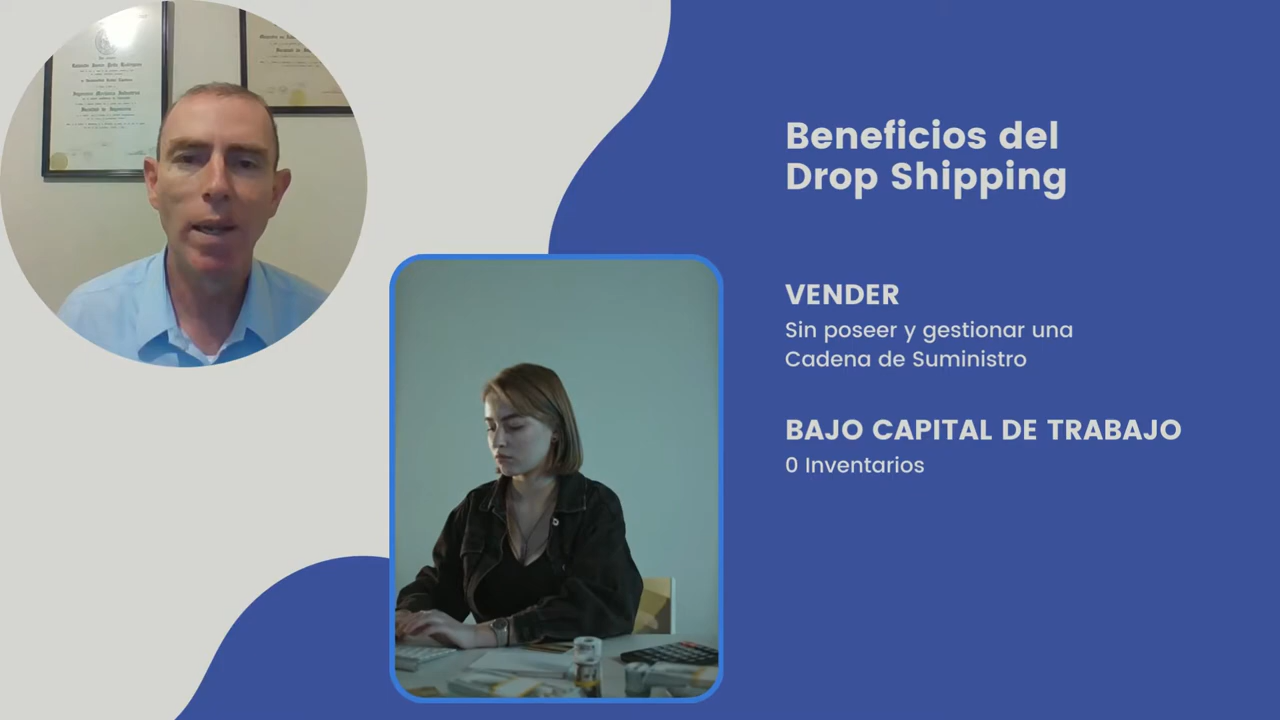 Beneficios del
Drop Shipping
VENDER
Sin poseer y gestionar una
Cadena de Suministro
BAJO CAPITAL DE TRABAJO
0 Inventarios